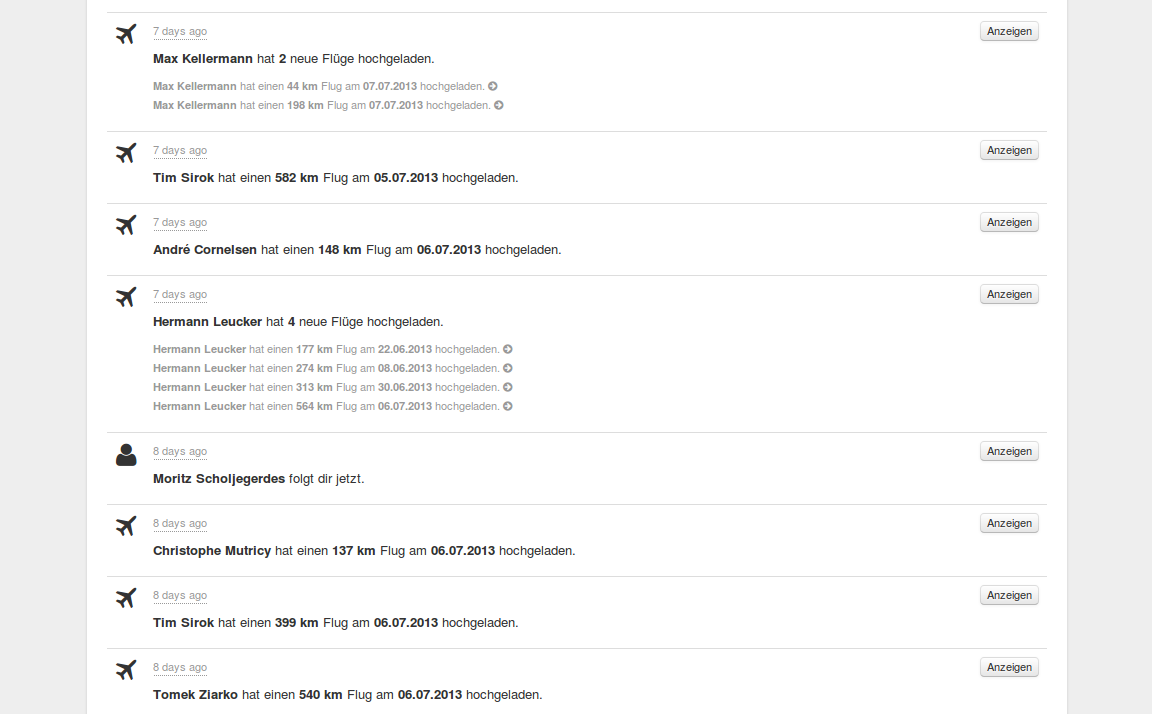 7 days ago
Anzeigen
Max Kellermann hat 2 neue Flüge hochgeladen.
Max Kellermann hat einen 44 km Flug am 07.07.2013 hochgeladen.
Max Kellermann hat einen 198 km Flug am 07.07.2013 hochgeladen.
7 days ago
Anzeigen
Tim Sirok hat einen 582 km Flug am 05.07.2013 hochgeladen.
7 days ago
Anzeigen
André Cornelsen hat einen 148 km Flug am 06.07.2013 hochgeladen.
7 days ago
Anzeigen
Hermann Leucker hat 4 neue Flüge hochgeladen.
Hermann Leucker hat einen 177 km Flug am 22.06.2013 hochgeladen.
Hermann Leucker hat einen 274 km Flug am 08.06.2013 hochgeladen.
Hermann Leucker hat einen 313 km Flug am 30.06.2013 hochgeladen.
Hermann Leucker hat einen 564 km Flug am 06.07.2013 hochgeladen.
8 days ago
Anzeigen
Moritz Scholjegerdes folgt dir jetzt.
8 days ago
Anzeigen
Christophe Mutricy hat einen 137 km Flug am 06.07.2013 hochgeladen.
8 days ago
Anzeigen
Tim Sirok hat einen 399 km Flug am 06.07.2013 hochgeladen.
8 days ago
Anzeigen
Tomek Ziarko hat einen 540 km Flug am 06.07.2013 hochgeladen.